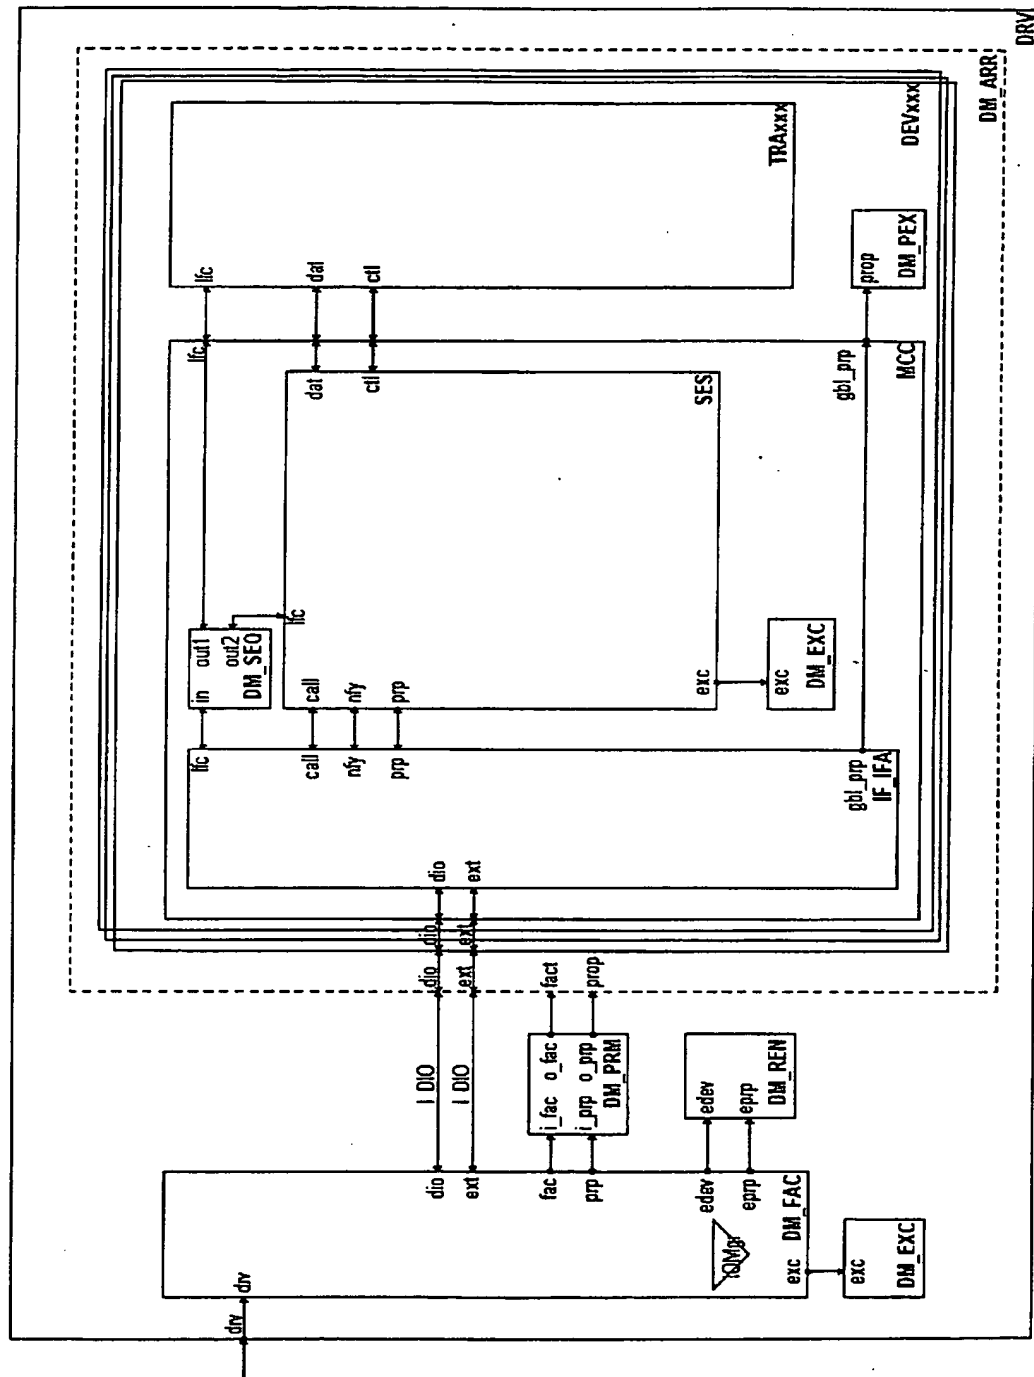 drv
drv
IQMgr
DM_FAC
exc
exc
DM_EXC
dio
ext
fac
prp
edev
eprp
I_DIO
I_DIO
i_fac o_fac
i_prp o_prp
DM_PRM
edev
eprp
DM_REN
fact
prop
dio
ext
dio
ext
dio
ext
lfc
call
nfy
prp
gbl_prp
IF_IFA
in
out1
out2
DM_SEQ
call
nfy
prp
lfc
exc
dat
ctl
SES
exc
DM_EXC
lfc
gbl_prp
MCC
lfc
dat
ctl
TRAxxx
prop
DM_PEX
DEVxxx
DM_ARR
DRV